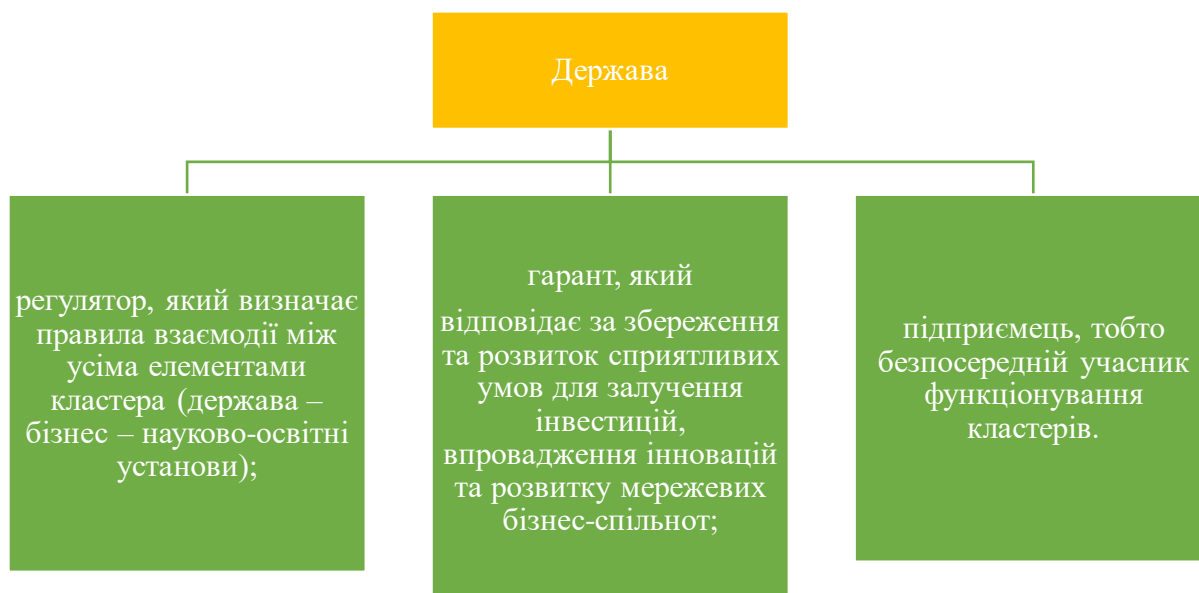 Держава
регулятор, який визначає
правила взаємодії між
усіма елементами
кластера (держава –
бізнес – науково-освітні
установи);
гарант, який
відповідає за збереження
та розвиток сприятливих
умов для залучення
інвестицій,
впровадження інновацій
та розвитку мережевих
бізнес-спільнот;
підприємець, тобто
безпосередній учасник
функціонування
кластерів.